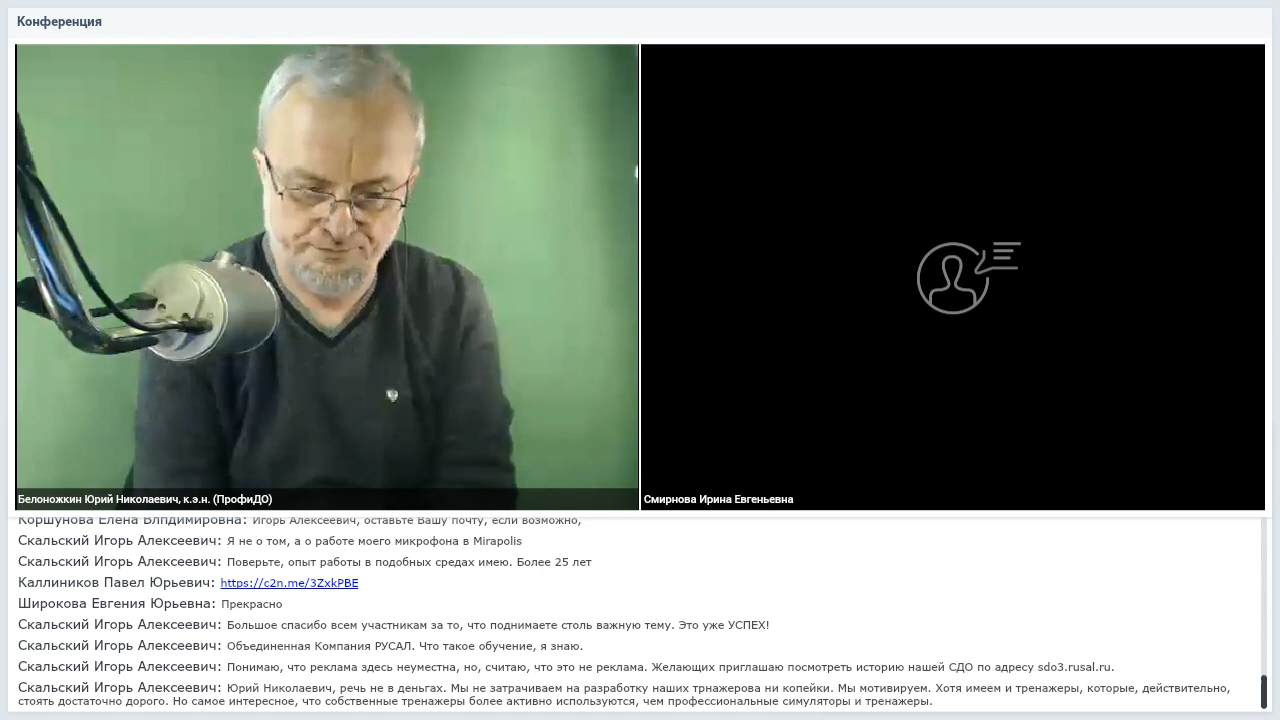 Конференция
Белоножкин Юрий Николаевич, к.э.н. (ПрофиДО)
Смирнова Ирина Евгеньевна
Коршунова Елена Влпдимировна: Игорь Алексеевич, оставьте Вашу почту, если возможно,
Скальский Игорь Алексеевич: Я не о том, а о работе моего микрофона в Mirapolis
Скальский Игорь Алексеевич: Поверьте, опыт работы в подобных средах имею. Более 25 лет
Каллиников Павел Юрьевич: https://c2n.me/3ZxkPBE
Широкова Евгения Юрьевна: Прекрасно
Скальский Игорь Алексеевич: Большое спасибо всем участникам за то, что поднимаете столь важную тему. Это уже УСПЕХ!
Скальский Игорь Алексеевич: Объединенная Компания РУСАЛ. Что такое обучение, я знаю.
Скальский Игорь Алексеевич: Понимаю, что реклама здесь неуместна, но, считаю, что это не реклама. Желающих приглашаю посмотреть историю нашей СДО по адресу sdo3.rusal.ru.
Скальский Игорь Алексеевич: Юрий Николаевич, речь не в деньгах. Мы не затрачиваем на разработку наших трнажерова ни копейки. Мы мотивируем. Хотя имеем и тренажеры, которые, действительно,
стоять достаточно дорого. Но самое интересное, что собственные тренажеры более активно используются, чем профессиональные симуляторы и тренажеры.